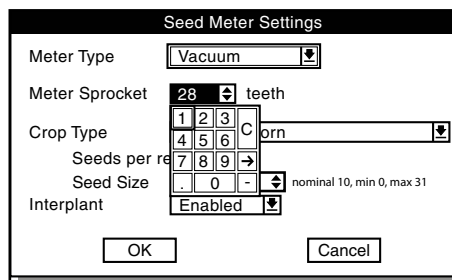 Seed Meter Settings
Meter Type Vacuum
Meter Sprocket 28 teeth
1 2 3 C
Crop Type orn
4 5 6
Seeds per re 7 8 9 →
Seed Size . 0 - nominal 10, min 0, max 31
Interplant Enabled
OK Cancel